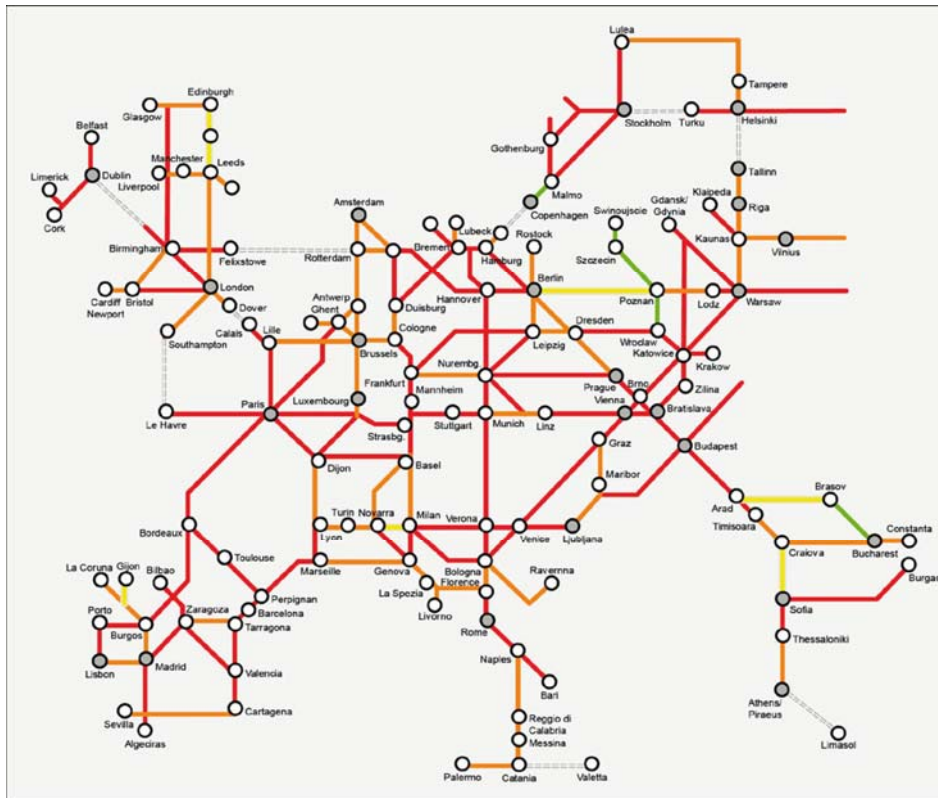 Lulea
Edinburgh
Tampere
Glasgow
Stockholm
Turku
Helsinki
Belfast
Gothenburg
Manchester
Leeds
Limerick
Dublin
Liverpool
Malmo
Tallinn
Cork
Copenhagen
Swinoujscie
Gdansk/
Gdynia
Klaipeda
Riga
Amsterdam
Lubeck
Rostock
Birmingham
Felixstowe
Rotterdam
Bremen
Hamburg
Szczecin
Kaunas
Vilnius
Berlin
London
Hannover
Poznan
Lodz
Warsaw
Cardiff
Newport
Bristol
Dover
Antwerp
Ghent
Duisburg
Dresden
Calais
Lille
Cologne
Southampton
Brussels
Leipzig
Wroclaw
Katowice
Krakow
Frankfurt
Nurembg.
Mannheim
Prague
Brno
Zilina
Luxembourg
Vienna
Le Havre
Paris
Strasbg.
Stuttgart
Munich
Linz
Bratislava
Graz
Budapest
Dijon
Basel
Maribor
Brasov
Arad
Timisoara
Turin
Novarra
Milan
Verona
Constanta
Bordeaux
Lyon
Venice
Ljubljana
Craiova
Bucharest
Toulouse
Marseille
Genova
Bologna
Florence
Ravernna
Burgas
La Coruna
Gijon
Bilbao
La Spezia
Perpignan
Livorno
Porto
Zaragoza
Barcelona
Sofia
Burgos
Tarragona
Rome
Thessaloniki
Lisbon
Madrid
Valencia
Naples
Bari
Sevilla
Cartagena
Athens/
Piraeus
Algeciras
Reggio di
Calabria
Messina
Limasol
Palermo
Catania
Valetta